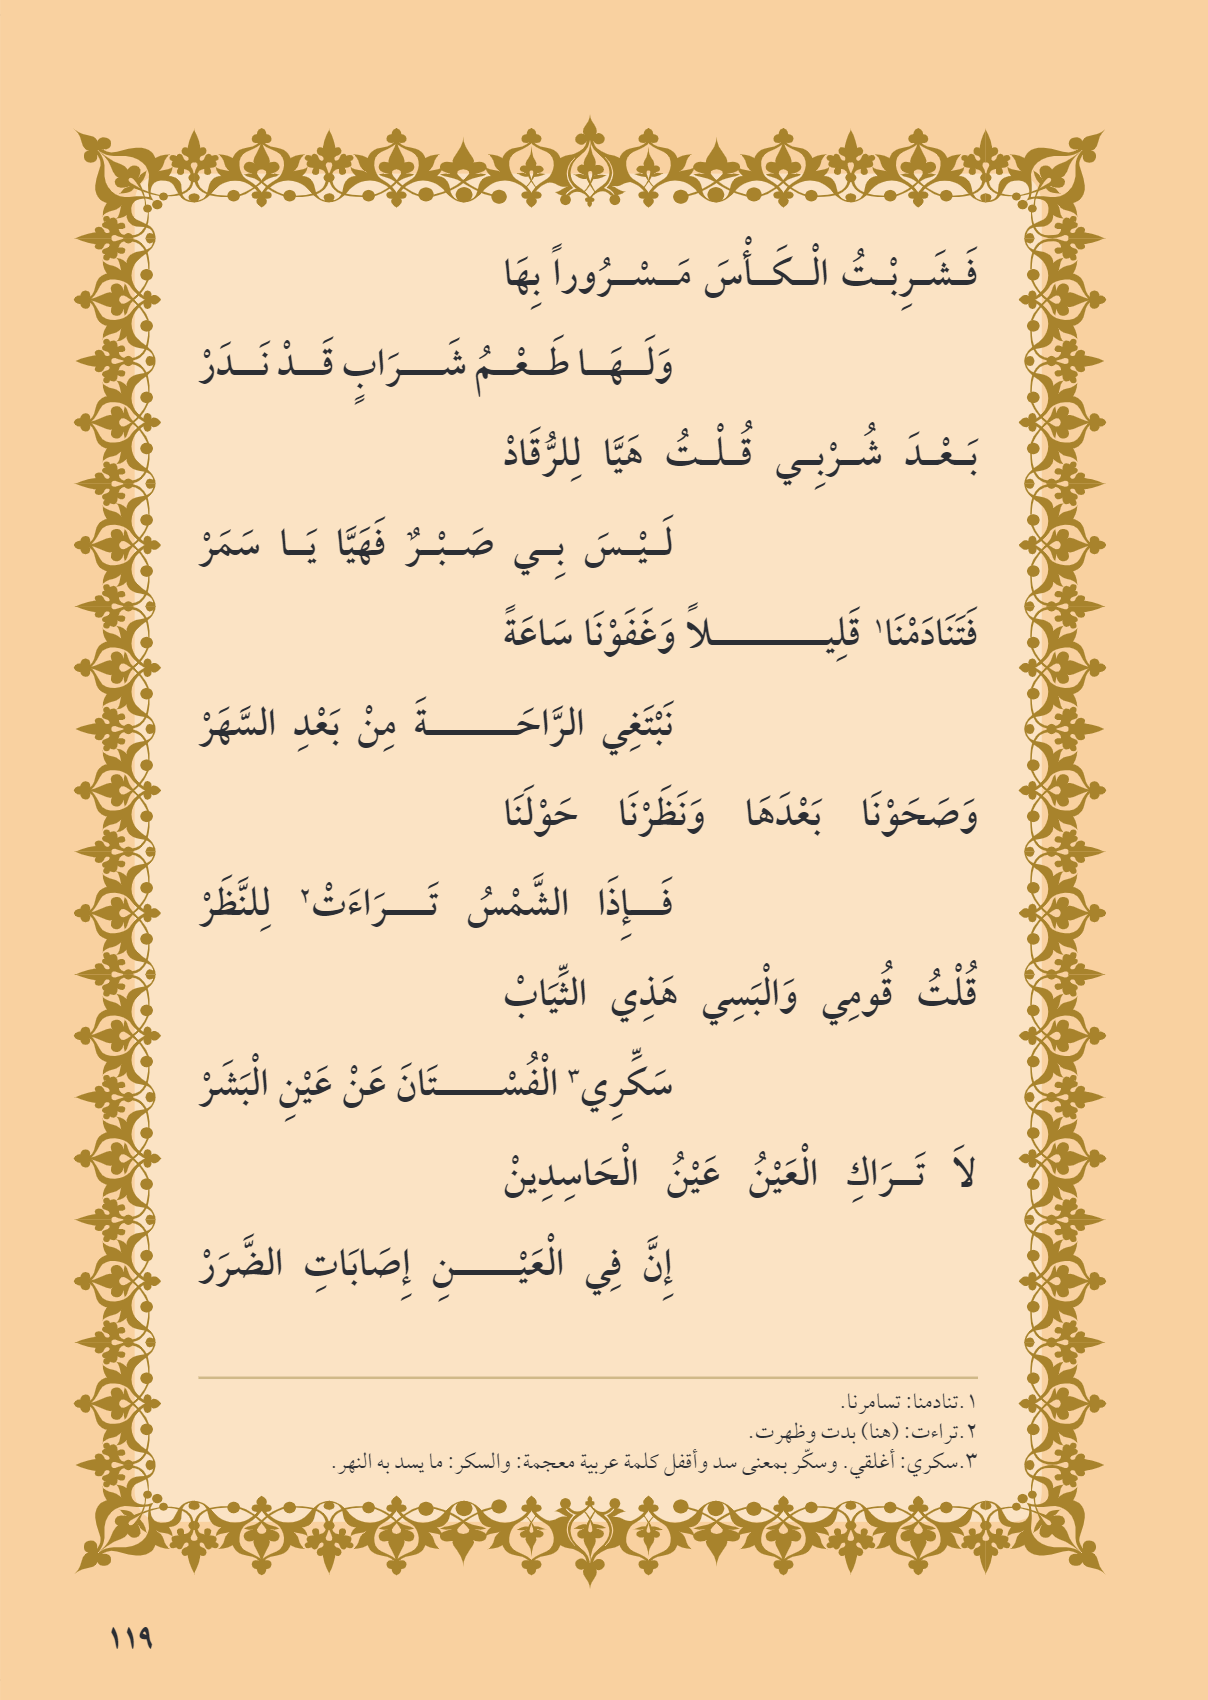 فَشَرِبْتُ الْكَأْسَ مَسْرُوراً بِهَا
وَلَهَا طَعْمُ شَرَابٍ قَدْ نَدَرْ
بَعْدَ شُرْبِي قُلْتُ هَيَّا لِلرُّقَادْ
لَيْسَ بِي صَبْرٌ فَهَيَّا يَا سَمَرْ
فَتَنَادَمْنَا١ قَلِيلاً وَغَفَوْنَا سَاعَةً
نَبْتَغِي الرَّاحَةَ مِنْ بَعْدِ السَّهَرْ
وَصَحَوْنَا بَعْدَهَا وَنَظَرْنَا حَوْلَنَا
فَإِذَا الشَّمْسُ تَرَاءَتْ٢ لِلنَّظَرْ
قُلْتُ قُومِي وَالْبَسِي هَذِي الثِّيَابْ
سَكِّرِي٣ الْفُسْتَانَ عَنْ عَيْنِ الْبَشَرْ
لاَ تَرَاكِ الْعَيْنُ عَيْنُ الْحَاسِدِينْ
إِنَّ فِي الْعَيْنِ إِصَابَاتِ الضَّرَرْ
١.تنادمنا: تسامرنا.
٢.تراءت: (هنا) بدت وظهرت.
٣.سكري: أغلقي. وسكّر بمعنى سد وأقفل كلمة عربية معجمة: والسكر: ما يسد به النهر.
١١٩